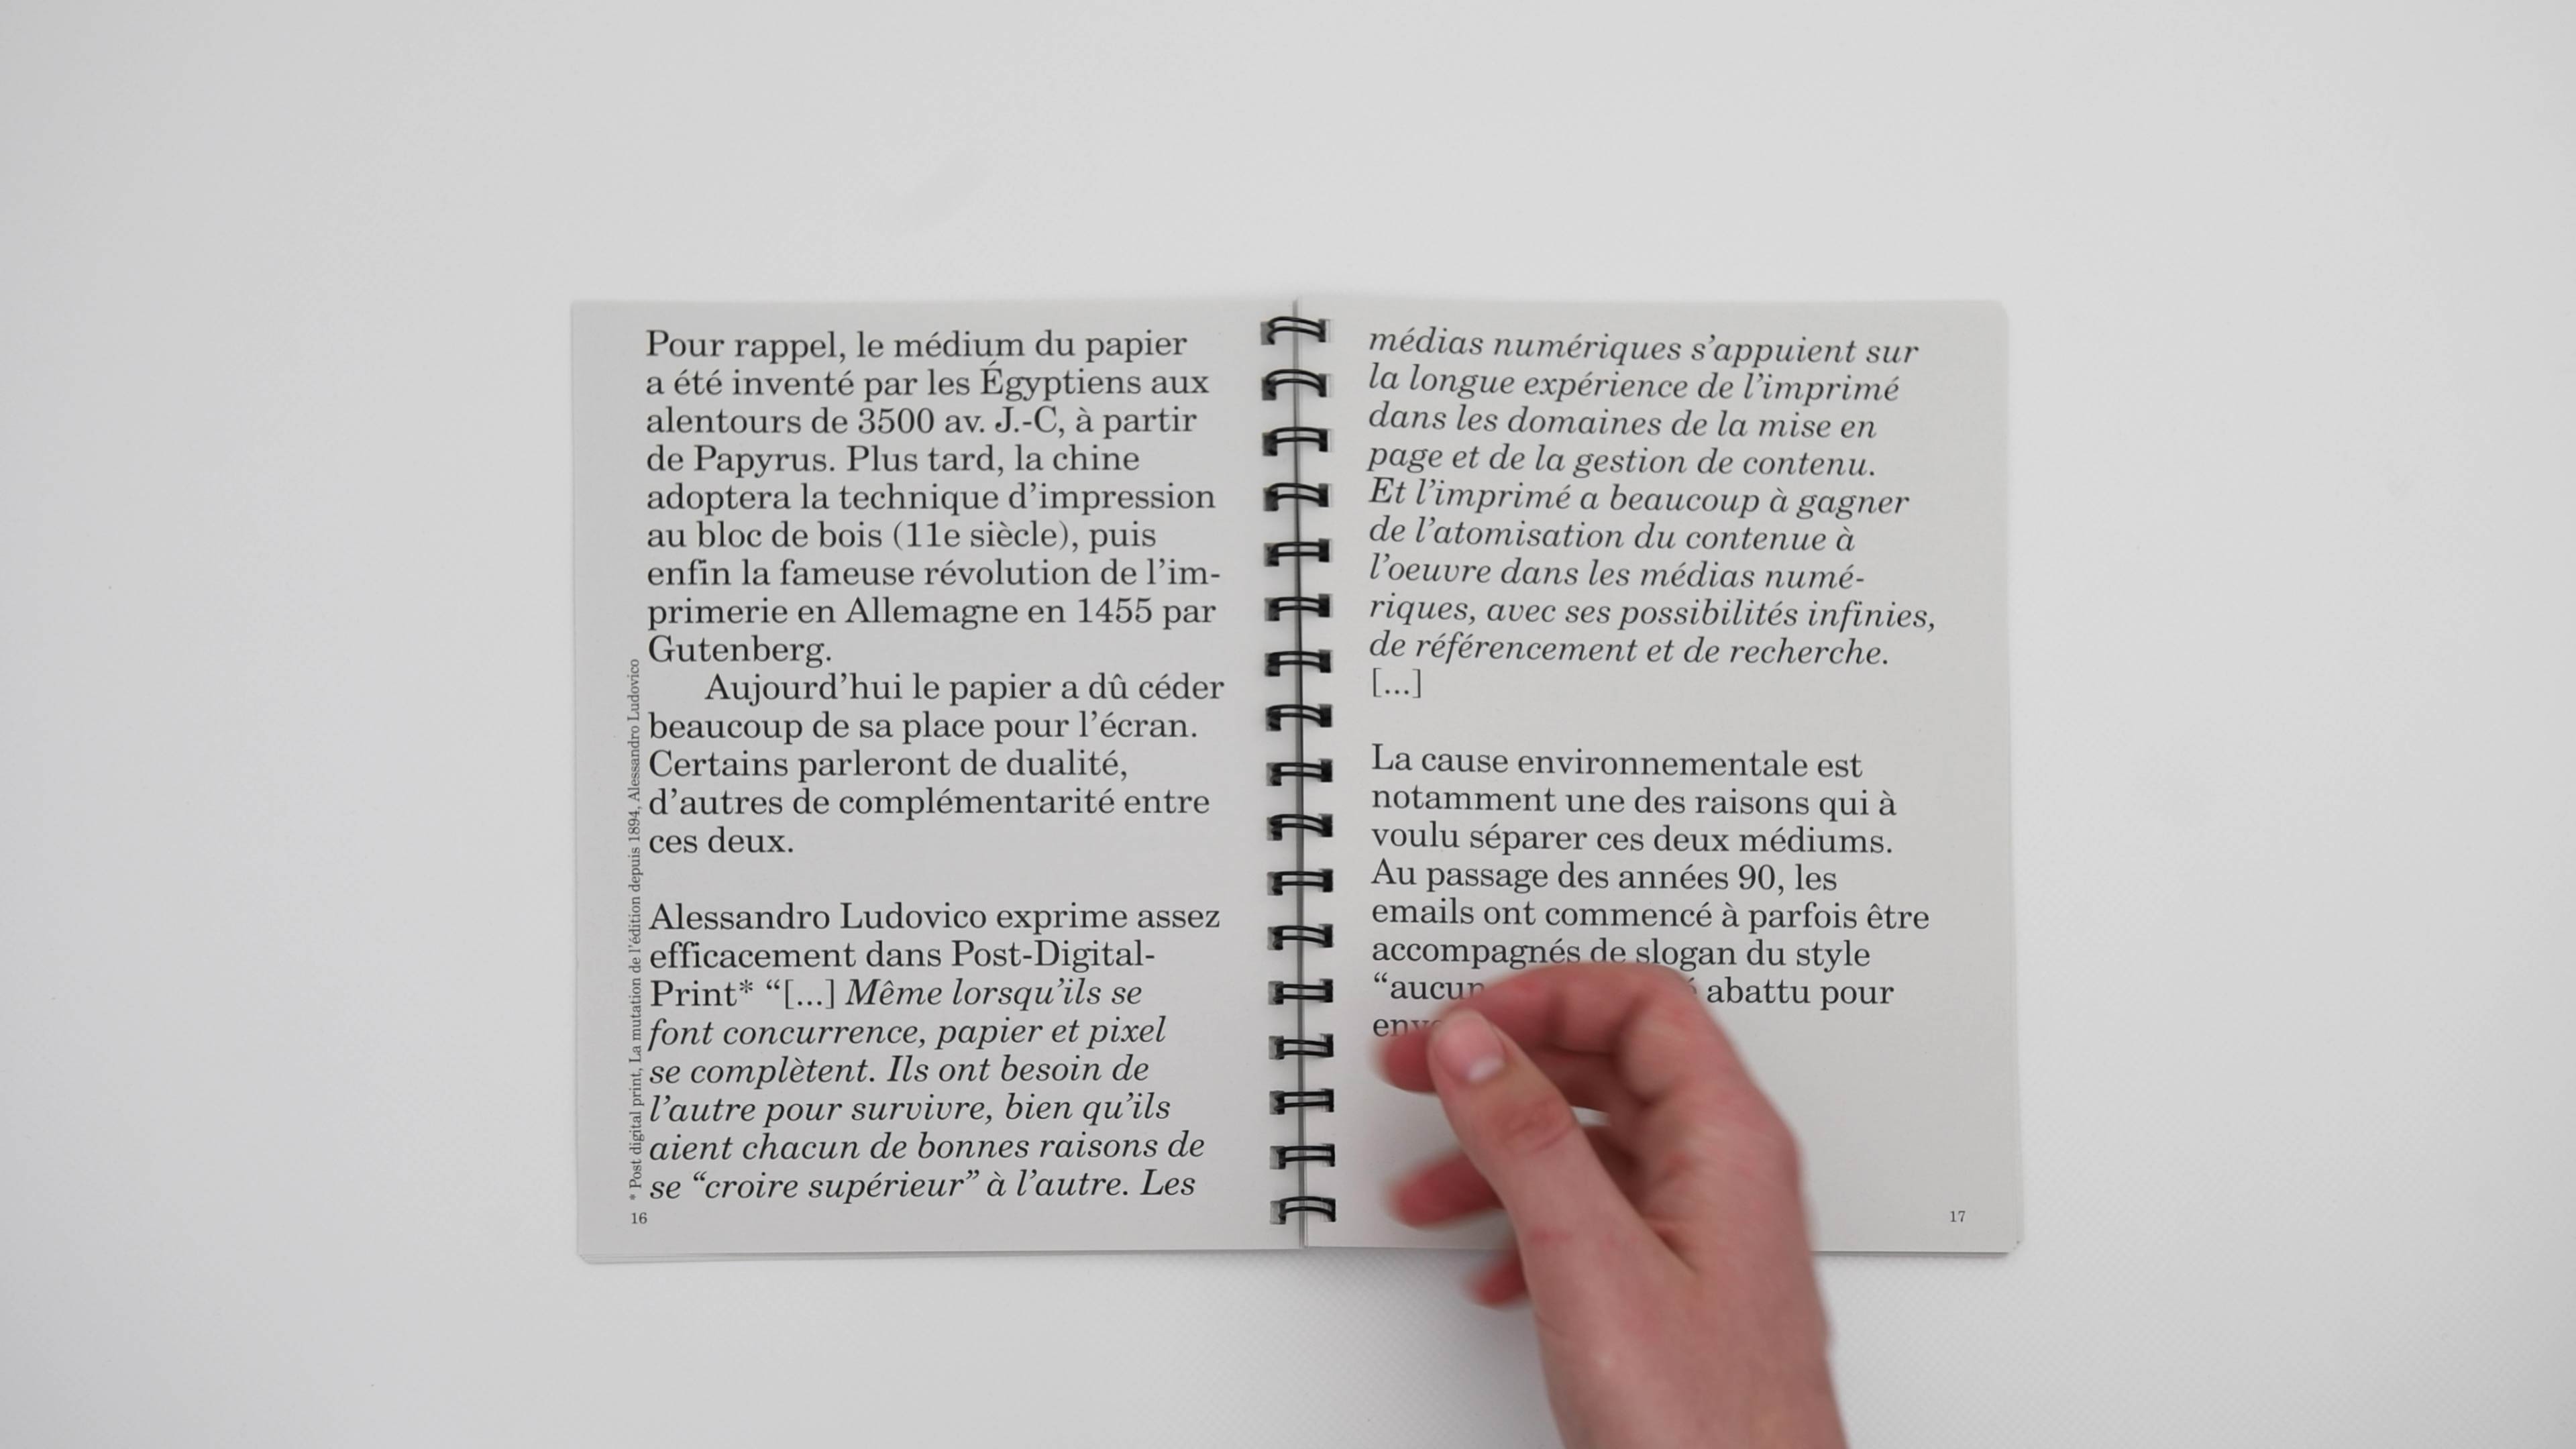 Pour rappel, le médium du papier
a été inventé par les Égyptiens aux
alentours de 3500 av. J.-C, à partir
de Papyrus. Plus tard, la chine
adoptera la technique d’impression
au bloc de bois (11e siècle), puis
enfin la fameuse révolution de l’im-
primerie en Allemagne en 1455 par
Gutenberg.
Aujourd’hui le papier a dû céder
beaucoup de sa place pour l’écran.
Certains parleront de dualité,
d’autres de complémentarité entre
ces deux.
Alessandro Ludovico exprime assez
efficacement dans Post-Digital-
Print* “[...] Même lorsqu’ils se
font concurrence, papier et pixel
se complètent. Ils ont besoin de
l’autre pour survivre, bien qu’ils
aient chacun de bonnes raisons de
se “croire supérieur” à l’autre. Les
* Post digital print, La mutation de l’édition depuis 1894, Alessandro Ludovico
16
médias numériques s’appuient sur
la longue expérience de l’imprimé
dans les domaines de la mise en
page et de la gestion de contenu.
Et l’imprimé a beaucoup à gagner
de l’atomisation du contenue à
l’oeuvre dans les médias numé-
riques, avec ses possibilités infinies,
de référencement et de recherche.
[...]
La cause environnementale est
notamment une des raisons qui à
voulu séparer ces deux médiums.
Au passage des années 90, les
emails ont commencé à parfois être
accompagnés de slogan du style
“aucun abattu pour
17